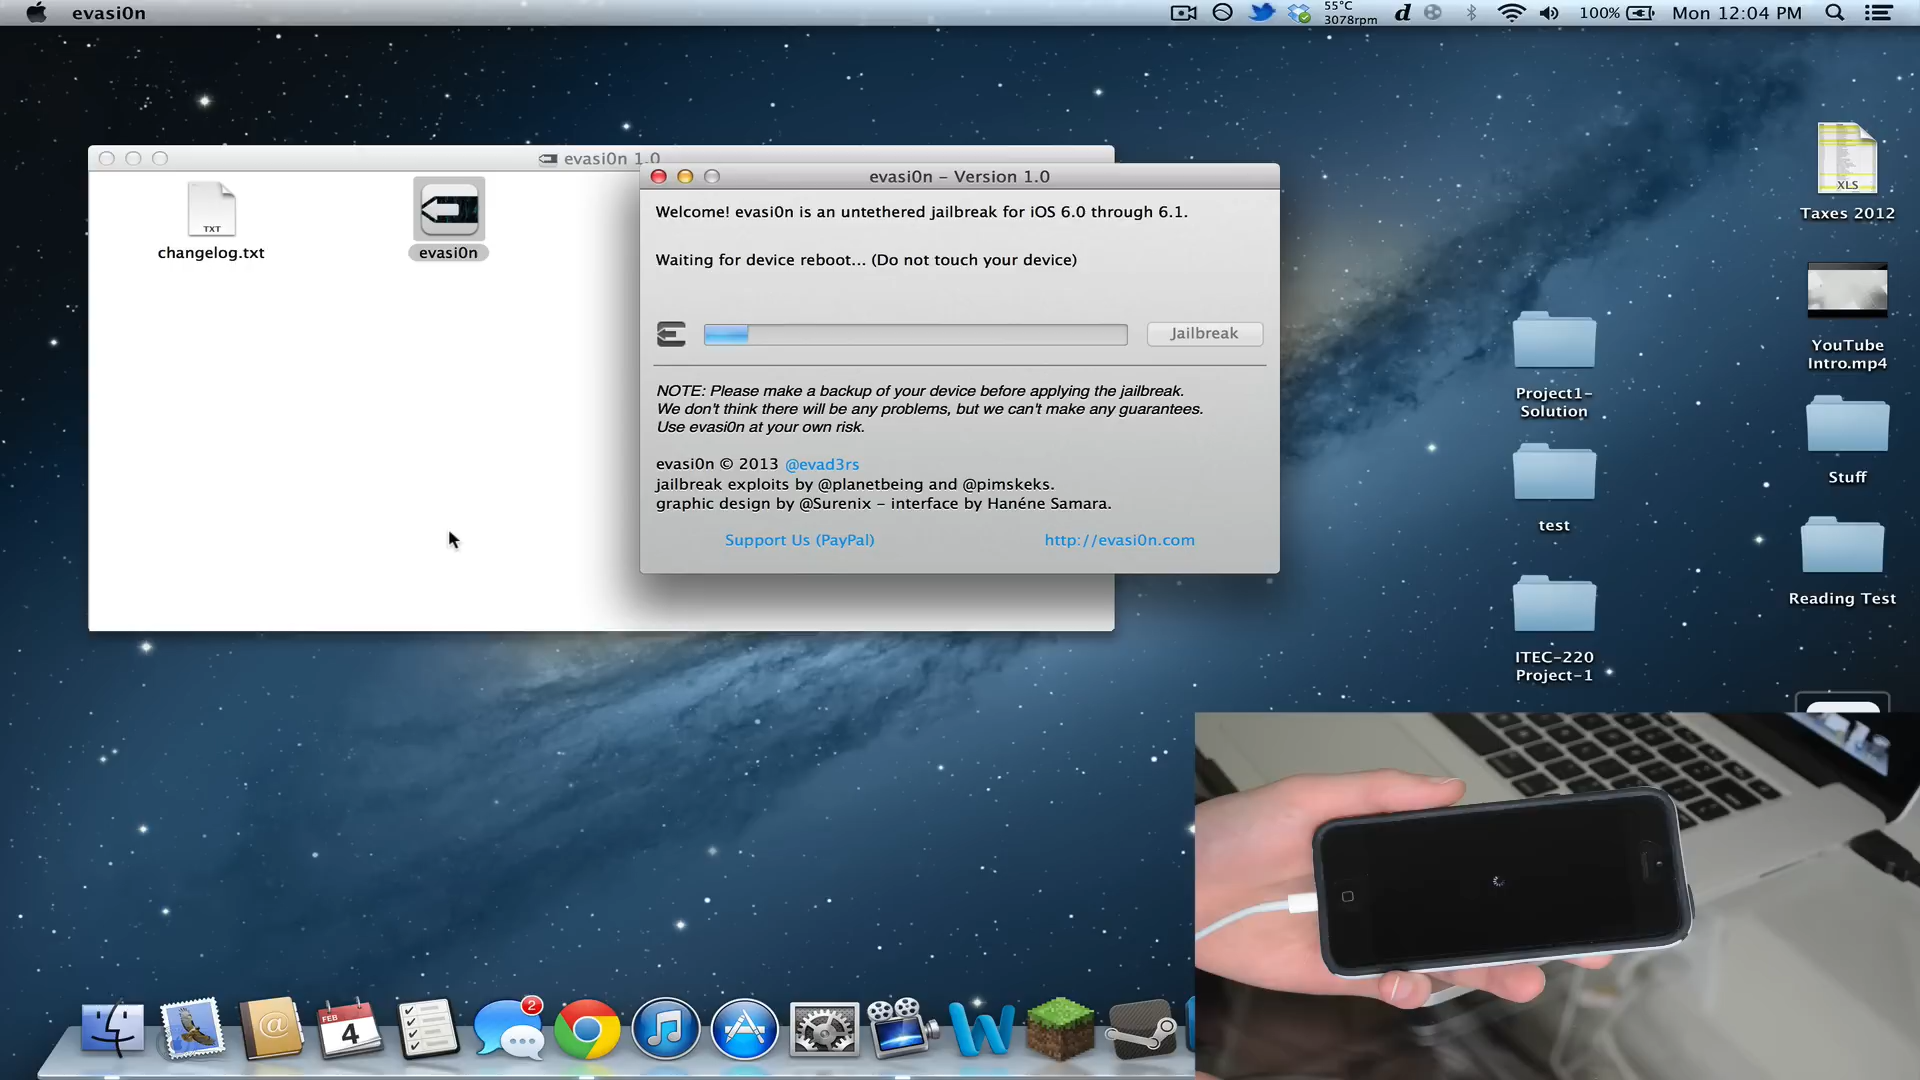 evasi0n
55°C
3078rpm
d
100%
Mon 12:04 PM
evasi0n 1.0
TXT
changelog.txt
evasi0n
evasi0n – Version 1.0
Welcome! evasi0n is an untethered jailbreak for iOS 6.0 through 6.1.
Waiting for device reboot... (Do not touch your device)
Jailbreak
NOTE: Please make a backup of your device before applying the jailbreak.
We don't think there will be any problems, but we can't make any guarantees.
Use evasi0n at your own risk.
evasi0n © 2013 @evad3rs
jailbreak exploits by @planetbeing and @pimskeks.
graphic design by @Surenix – interface by Hanéne Samara.
Support Us (PayPal)
http://evasi0n.com
XLS
Taxes 2012
YouTube
Intro.mp4
Project1-
Solution
Stuff
test
Reading Test
ITEC-220
Project-1
FEB
4
2
W